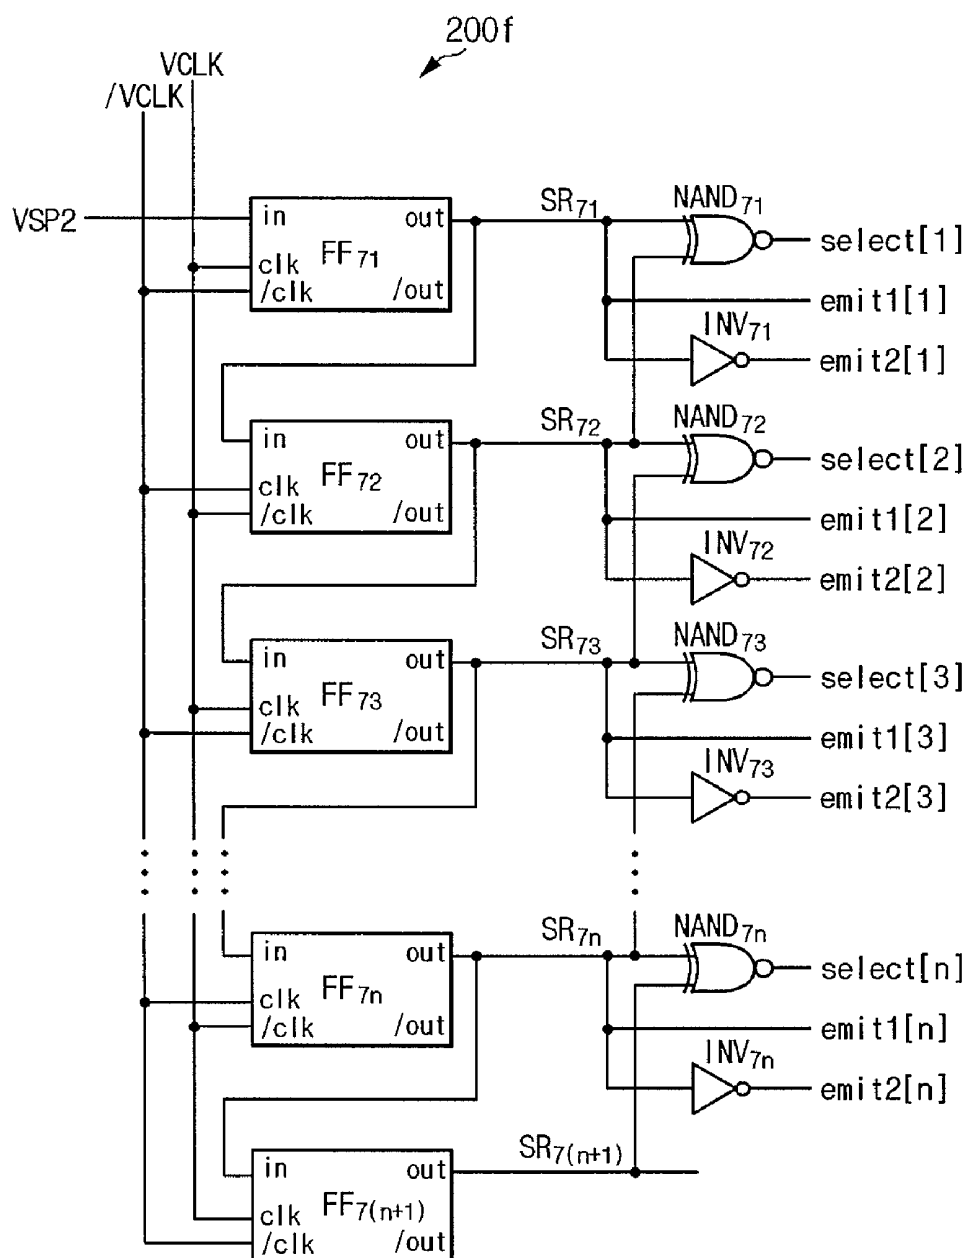 200f
VCLK
/VCLK
VSP2
in out
FF71
clk
/clk /out
SR71
NAND71
select[1]
emit1[1]
INV71
emit2[1]
in out
FF72
clk
/clk /out
SR72
NAND72
select[2]
emit1[2]
INV72
emit2[2]
in out
FF73
clk
/clk /out
SR73
NAND73
select[3]
emit1[3]
INV73
emit2[3]
in out
FF7n
clk
/clk /out
SR7n
NAND7n
select[n]
emit1[n]
INV7n
emit2[n]
in out
FF7(n+1)
clk
/clk /out
SR7(n+1)